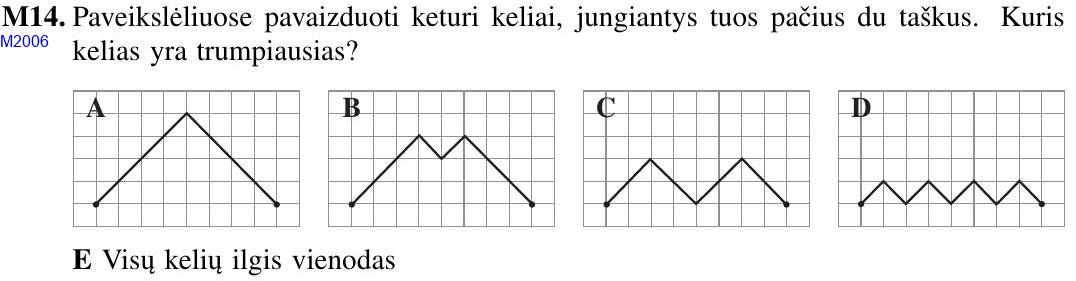 M14. Paveikslėliuose pavaizduoti keturi keliai, jungiantys tuos pačius du taškus. Kuris
M2006 kelias yra trumpiausias?
A B C D
E Visų kelių ilgis vienodas